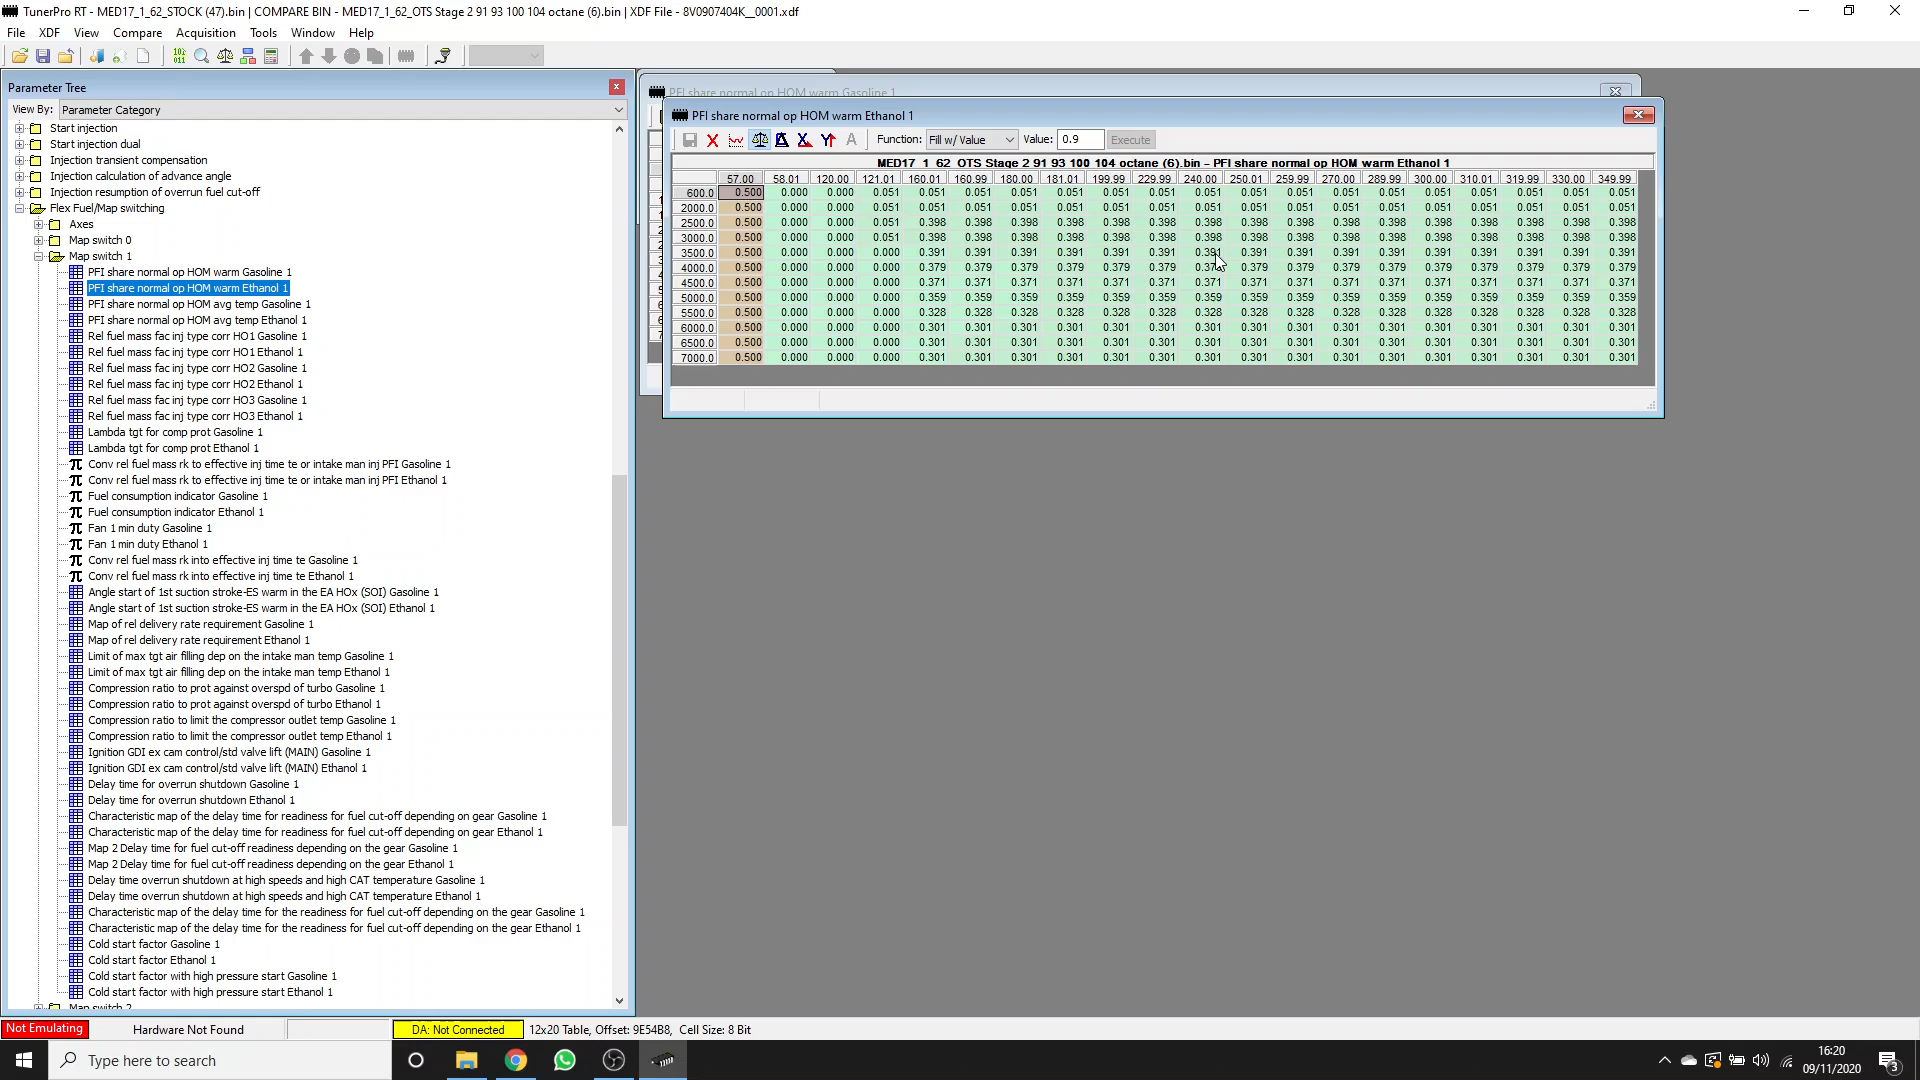 TunerPro RT - MED17_1_62_STOCK (47).bin | COMPARE BIN - MED17_1_62_OTS Stage 2 91 93 100 104 octane (6).bin | XDF File - 8V0907404K__0001.xdf
File XDF View Compare Acquisition Tools Window Help
Parameter Tree
View By: Parameter Category
Start injection
Start injection dual
Injection transient compensation
Injection calculation of advance angle
Injection resumption of overrun fuel cut-off
Flex Fuel/Map switching
Axes
Map switch 0
Map switch 1
PFI share normal op HOM warm Gasoline 1
PFI share normal op HOM warm Ethanol 1
PFI share normal op HOM avg temp Gasoline 1
PFI share normal op HOM avg temp Ethanol 1
Rel fuel mass fac inj type corr HO1 Gasoline 1
Rel fuel mass fac inj type corr HO1 Ethanol 1
Rel fuel mass fac inj type corr HO2 Gasoline 1
Rel fuel mass fac inj type corr HO2 Ethanol 1
Rel fuel mass fac inj type corr HO3 Gasoline 1
Rel fuel mass fac inj type corr HO3 Ethanol 1
Lambda tgt for comp prot Gasoline 1
Lambda tgt for comp prot Ethanol 1
Conv rel fuel mass rk to effective inj time te or intake man inj PFI Gasoline 1
Conv rel fuel mass rk to effective inj time te or intake man inj PFI Ethanol 1
Fuel consumption indicator Gasoline 1
Fuel consumption indicator Ethanol 1
Fan 1 min duty Gasoline 1
Fan 1 min duty Ethanol 1
Conv rel fuel mass rk into effective inj time te Gasoline 1
Conv rel fuel mass rk into effective inj time te Ethanol 1
Angle start of 1st suction stroke-ES warm in the EA HOx (SOI) Gasoline 1
Angle start of 1st suction stroke-ES warm in the EA HOx (SOI) Ethanol 1
Map of rel delivery rate requirement Gasoline 1
Map of rel delivery rate requirement Ethanol 1
Limit of max tgt air filling dep on the intake man temp Gasoline 1
Limit of max tgt air filling dep on the intake man temp Ethanol 1
Compression ratio to prot against overspd of turbo Gasoline 1
Compression ratio to prot against overspd of turbo Ethanol 1
Compression ratio to limit the compressor outlet temp Gasoline 1
Compression ratio to limit the compressor outlet temp Ethanol 1
Ignition GDI ex cam control/std valve lift (MAIN) Gasoline 1
Ignition GDI ex cam control/std valve lift (MAIN) Ethanol 1
Delay time for overrun shutdown Gasoline 1
Delay time for overrun shutdown Ethanol 1
Characteristic map of the delay time for readiness for fuel cut-off depending on gear Gasoline 1
Characteristic map of the delay time for readiness for fuel cut-off depending on gear Ethanol 1
Map 2 Delay time for fuel cut-off readiness depending on the gear Gasoline 1
Map 2 Delay time for fuel cut-off readiness depending on the gear Ethanol 1
Delay time overrun shutdown at high speeds and high CAT temperature Gasoline 1
Delay time overrun shutdown at high speeds and high CAT temperature Ethanol 1
Characteristic map of the delay time for the readiness for fuel cut-off depending on the gear Gasoline 1
Characteristic map of the delay time for the readiness for fuel cut-off depending on the gear Ethanol 1
Cold start factor Gasoline 1
Cold start factor Ethanol 1
Cold start factor with high pressure start Gasoline 1
Cold start factor with high pressure start Ethanol 1
Map switch 2
PFI share normal op HOM warm Gasoline 1
PFI share normal op HOM warm Ethanol 1
Function: Fill w/ Value Value: 0.9 Execute
MED17_1_62_OTS Stage 2 91 93 100 104 octane (6).bin - PFI share normal op HOM warm Ethanol 1
57.00 58.01 120.00 121.01 160.01 160.99 180.00 181.01 199.99 229.99 240.00 250.01 259.99 270.00 289.99 300.00 310.01 319.99 330.00 349.99
600.0 0.500 0.000 0.000 0.051 0.051 0.051 0.051 0.051 0.051 0.051 0.051 0.051 0.051 0.051 0.051 0.051 0.051 0.051 0.051 0.051
2000.0 0.500 0.000 0.000 0.051 0.051 0.051 0.051 0.051 0.051 0.051 0.051 0.051 0.051 0.051 0.051 0.051 0.051 0.051 0.051 0.051
2500.0 0.500 0.000 0.000 0.051 0.398 0.398 0.398 0.398 0.398 0.398 0.398 0.398 0.398 0.398 0.398 0.398 0.398 0.398 0.398 0.398
3000.0 0.500 0.000 0.000 0.051 0.398 0.398 0.398 0.398 0.398 0.398 0.398 0.398 0.398 0.398 0.398 0.398 0.398 0.398 0.398 0.398
3500.0 0.500 0.000 0.000 0.000 0.391 0.391 0.391 0.391 0.391 0.391 0.391 0.391 0.391 0.391 0.391 0.391 0.391 0.391 0.391 0.391
4000.0 0.500 0.000 0.000 0.000 0.379 0.379 0.379 0.379 0.379 0.379 0.379 0.379 0.379 0.379 0.379 0.379 0.379 0.379 0.379 0.379
4500.0 0.500 0.000 0.000 0.000 0.371 0.371 0.371 0.371 0.371 0.371 0.371 0.371 0.371 0.371 0.371 0.371 0.371 0.371 0.371 0.371
5000.0 0.500 0.000 0.000 0.000 0.359 0.359 0.359 0.359 0.359 0.359 0.359 0.359 0.359 0.359 0.359 0.359 0.359 0.359 0.359 0.359
5500.0 0.500 0.000 0.000 0.000 0.328 0.328 0.328 0.328 0.328 0.328 0.328 0.328 0.328 0.328 0.328 0.328 0.328 0.328 0.328 0.328
6000.0 0.500 0.000 0.000 0.000 0.301 0.301 0.301 0.301 0.301 0.301 0.301 0.301 0.301 0.301 0.301 0.301 0.301 0.301 0.301 0.301
6500.0 0.500 0.000 0.000 0.000 0.301 0.301 0.301 0.301 0.301 0.301 0.301 0.301 0.301 0.301 0.301 0.301 0.301 0.301 0.301 0.301
7000.0 0.500 0.000 0.000 0.000 0.301 0.301 0.301 0.301 0.301 0.301 0.301 0.301 0.301 0.301 0.301 0.301 0.301 0.301 0.301 0.301
Not Emulating Hardware Not Found DA: Not Connected 12x20 Table, Offset: 9E54B8, Cell Size: 8 Bit
Type here to search
16:20
09/11/2020
3